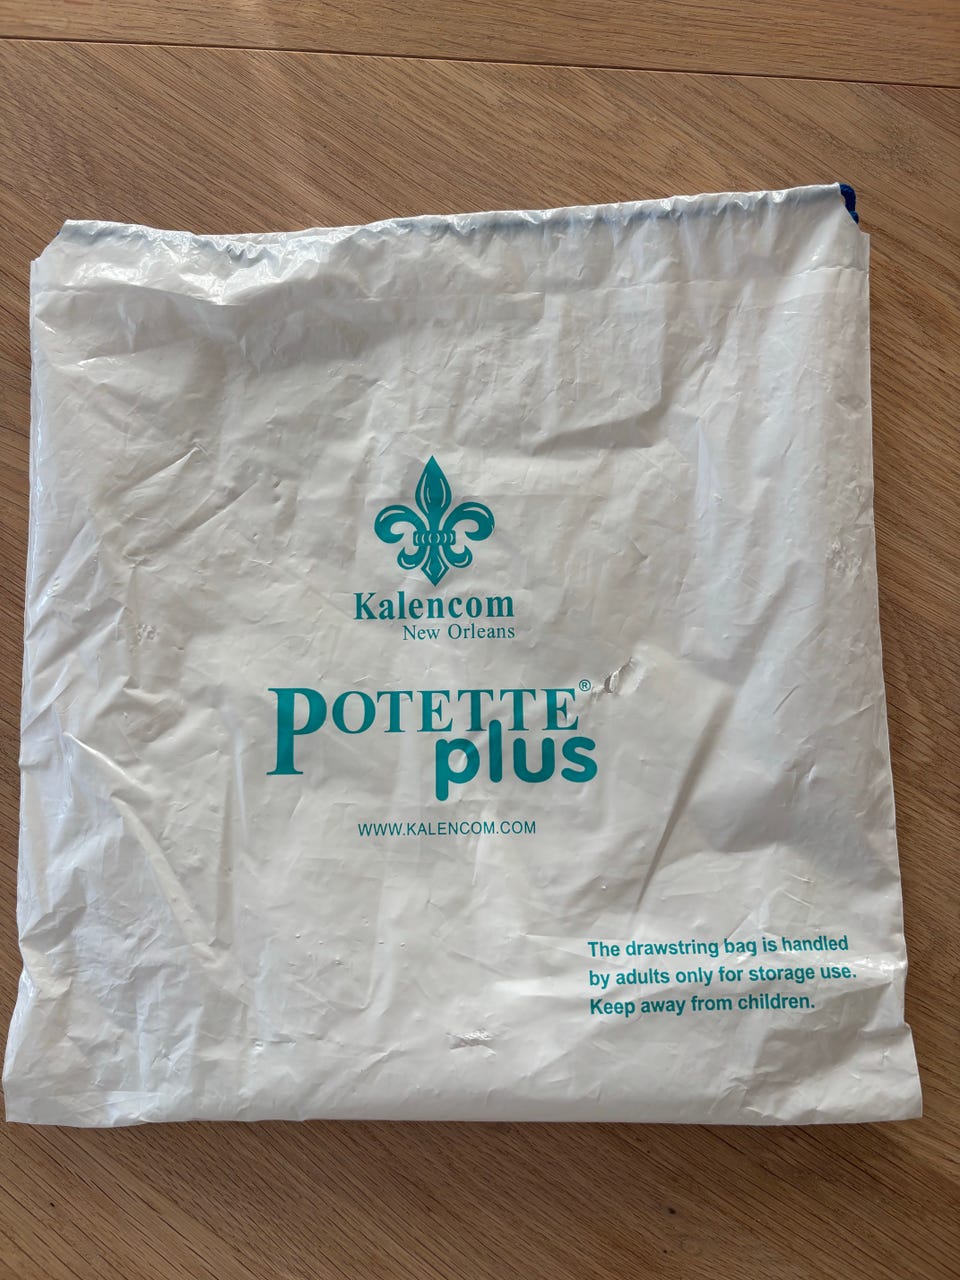 Kalencom
New Orleans
POTETTE®
plus
WWW.KALENCOM.COM
The drawstring bag is handled
by adults only for storage use.
Keep away from children.